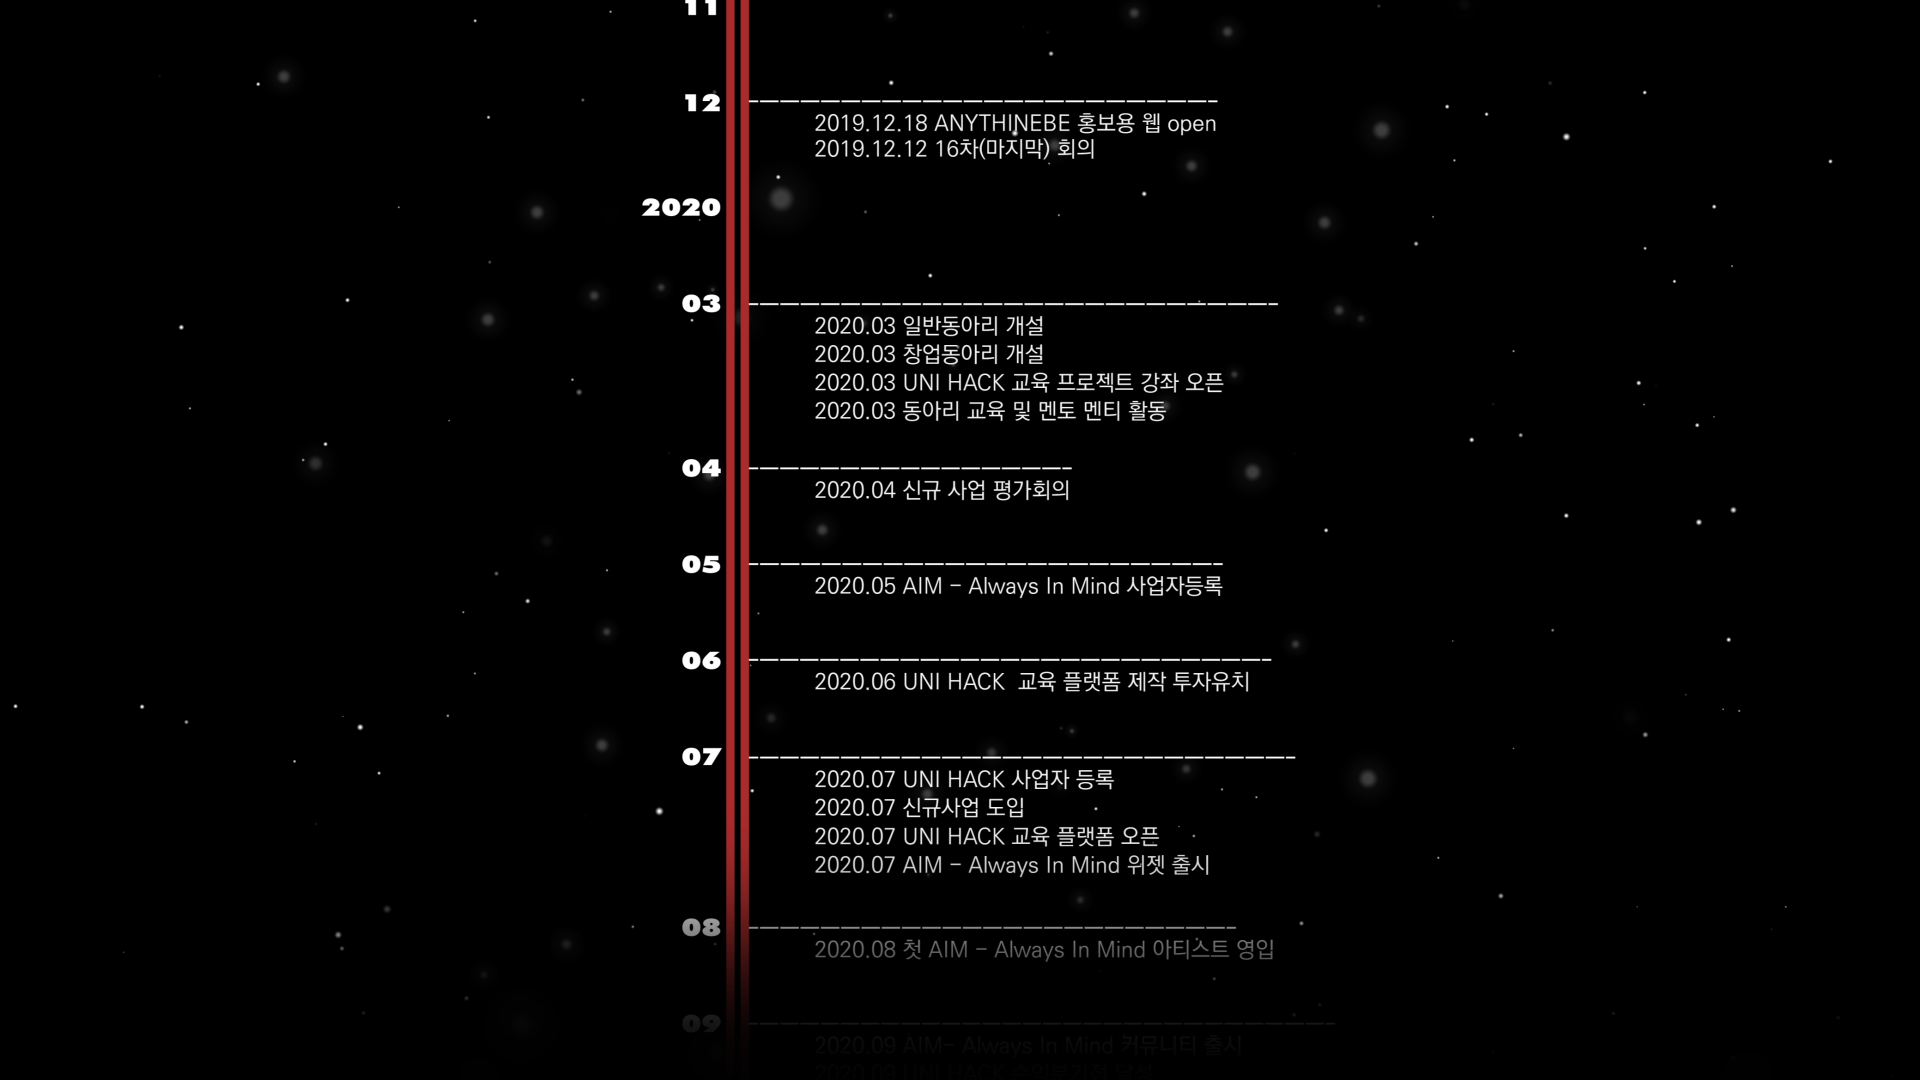 11
12
2019.12.18 ANYTHINEBE 홍보용 웹 open
2019.12.12 16차(마지막) 회의
2020
03
2020.03 일반동아리 개설
2020.03 창업동아리 개설
2020.03 UNI HACK 교육 프로젝트 강좌 오픈
2020.03 동아리 교육 및 멘토 멘티 활동
04
2020.04 신규 사업 평가회의
05
2020.05 AIM - Always In Mind 사업자등록
06
2020.06 UNI HACK  교육 플랫폼 제작 투자유치
07
2020.07 UNI HACK 사업자 등록
2020.07 신규사업 도입
2020.07 UNI HACK 교육 플랫폼 오픈
2020.07 AIM - Always In Mind 위젯 출시
08
2020.08 첫 AIM - Always In Mind 아티스트 영입
09
2020.09 AIM- Always In Mind 커뮤니티 출시
2020.09 UNI HACK